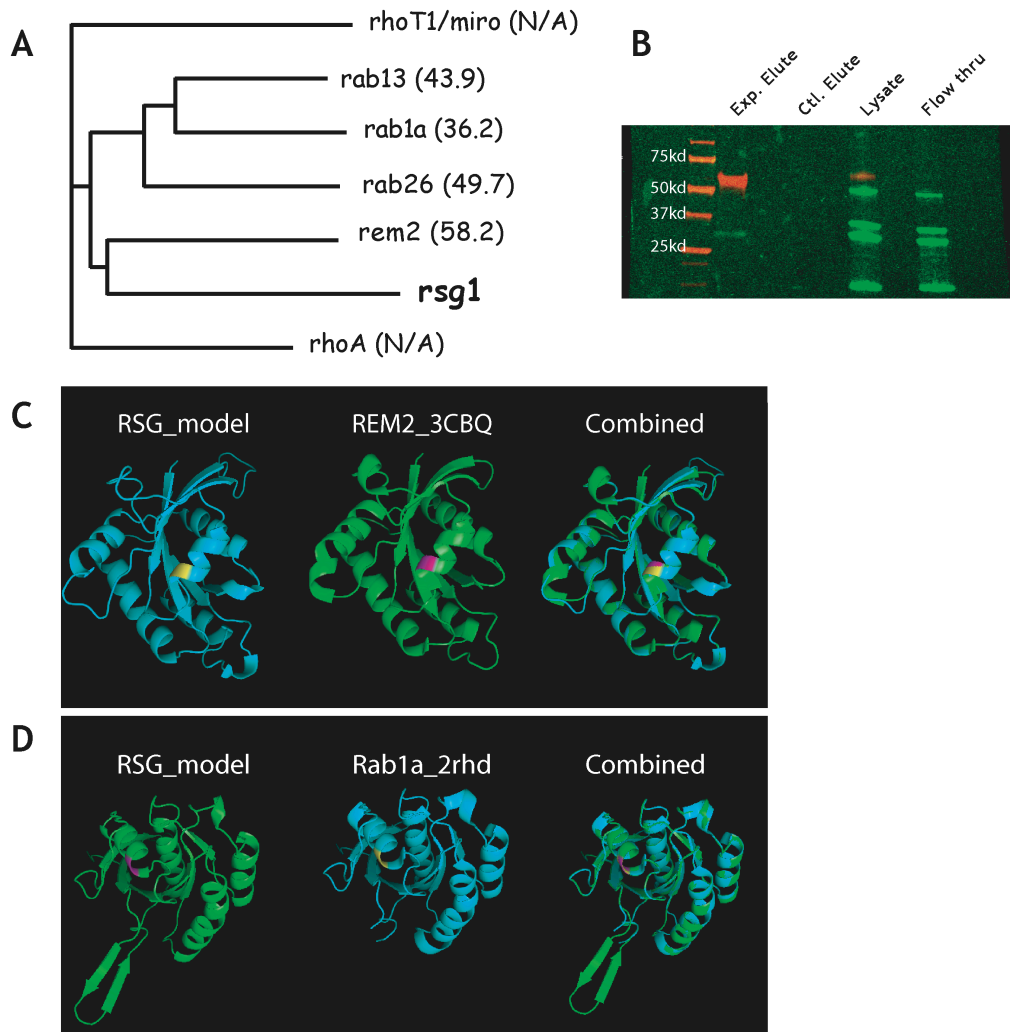 A
rhoT1/miro (N/A)
rab13 (43.9)
rab1a (36.2)
rab26 (49.7)
rem2 (58.2)
rsg1
rhoA (N/A)
B
Exp. Elute
Ctl. Elute
Lysate
Flow thru
75kd
50kd
37kd
25kd
C
RSG_model
REM2_3CBQ
Combined
D
RSG_model
Rab1a_2rhd
Combined